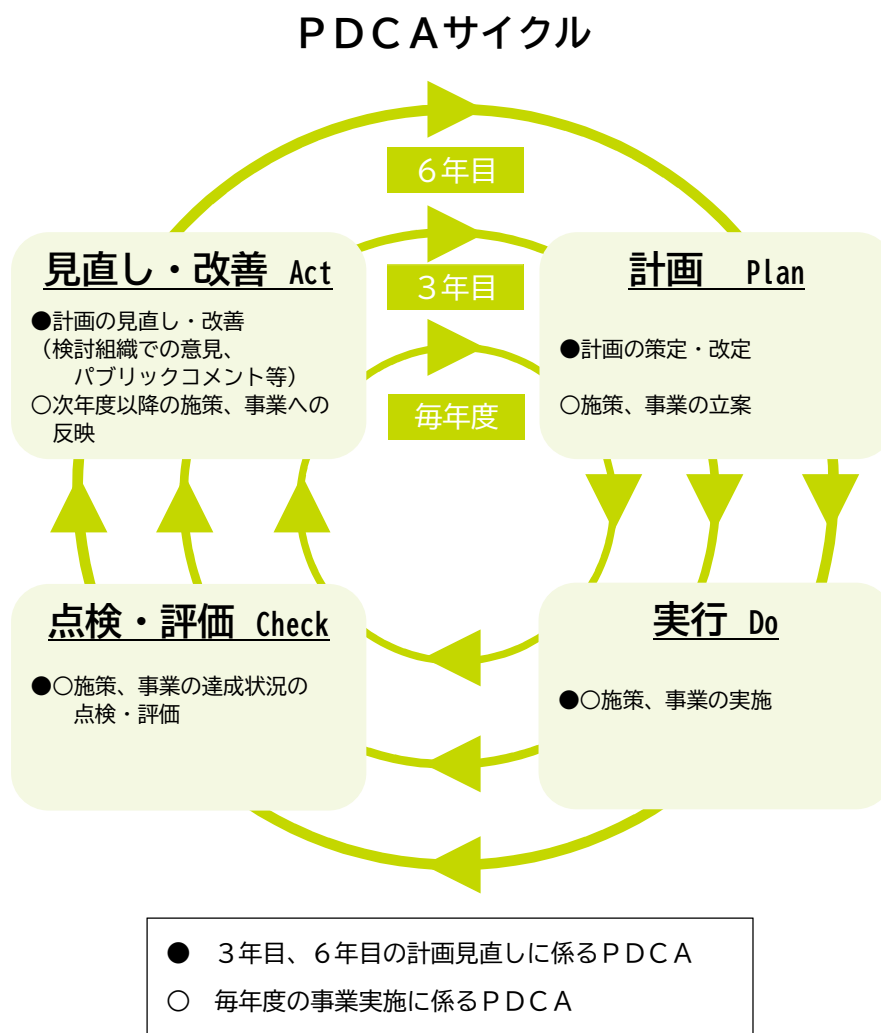 ＰＤＣＡサイクル
６年目
３年目
毎年度
見直し・改善 Act
●計画の見直し・改善
（検討組織での意見、
パブリックコメント等）
○次年度以降の施策、事業への
反映
計画 Plan
●計画の策定・改定
○施策、事業の立案
点検・評価 Check
●○施策、事業の達成状況の
点検・評価
実行 Do
●○施策、事業の実施
● ３年目、６年目の計画見直しに係るＰＤＣＡ
○ 毎年度の事業実施に係るＰＤＣＡ